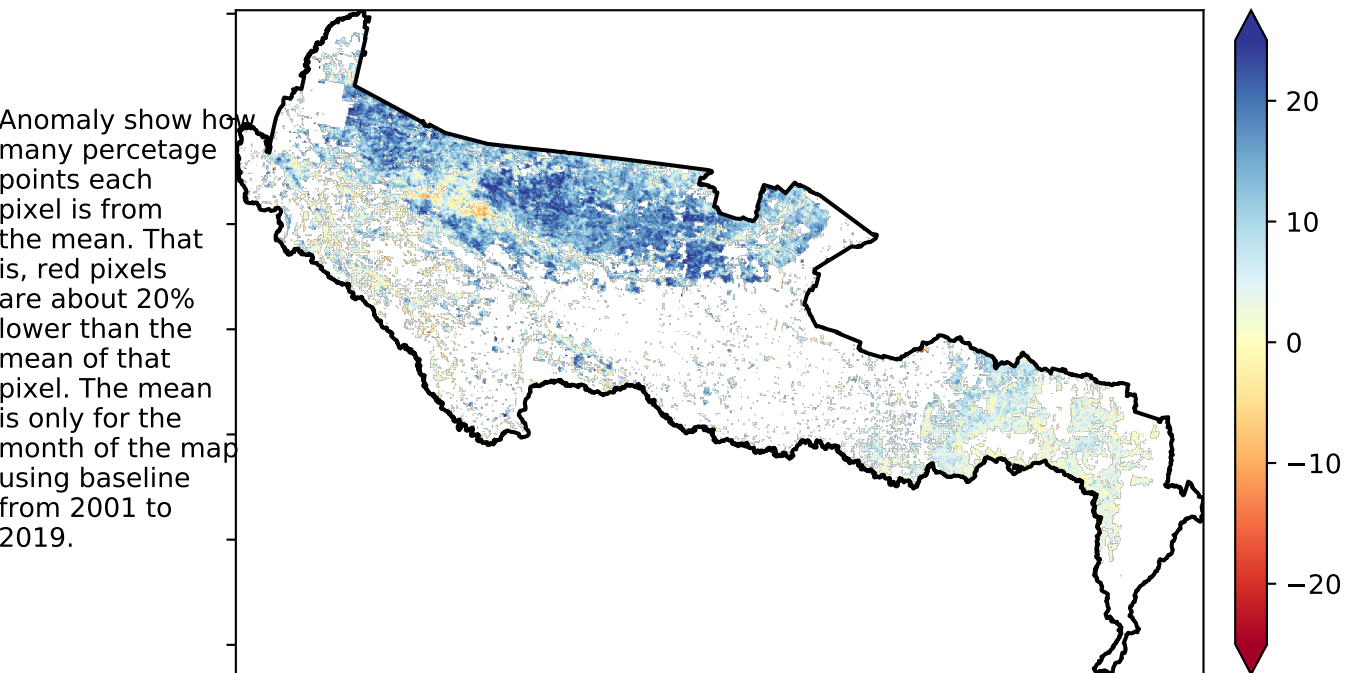 Anomaly show how
many percetage
points each
pixel is from
the mean. That
is, red pixels
are about 20%
lower than the
mean of that
pixel. The mean
is only for the
month of the map
using baseline
from 2001 to
2019.
20
10
0
−10
−20